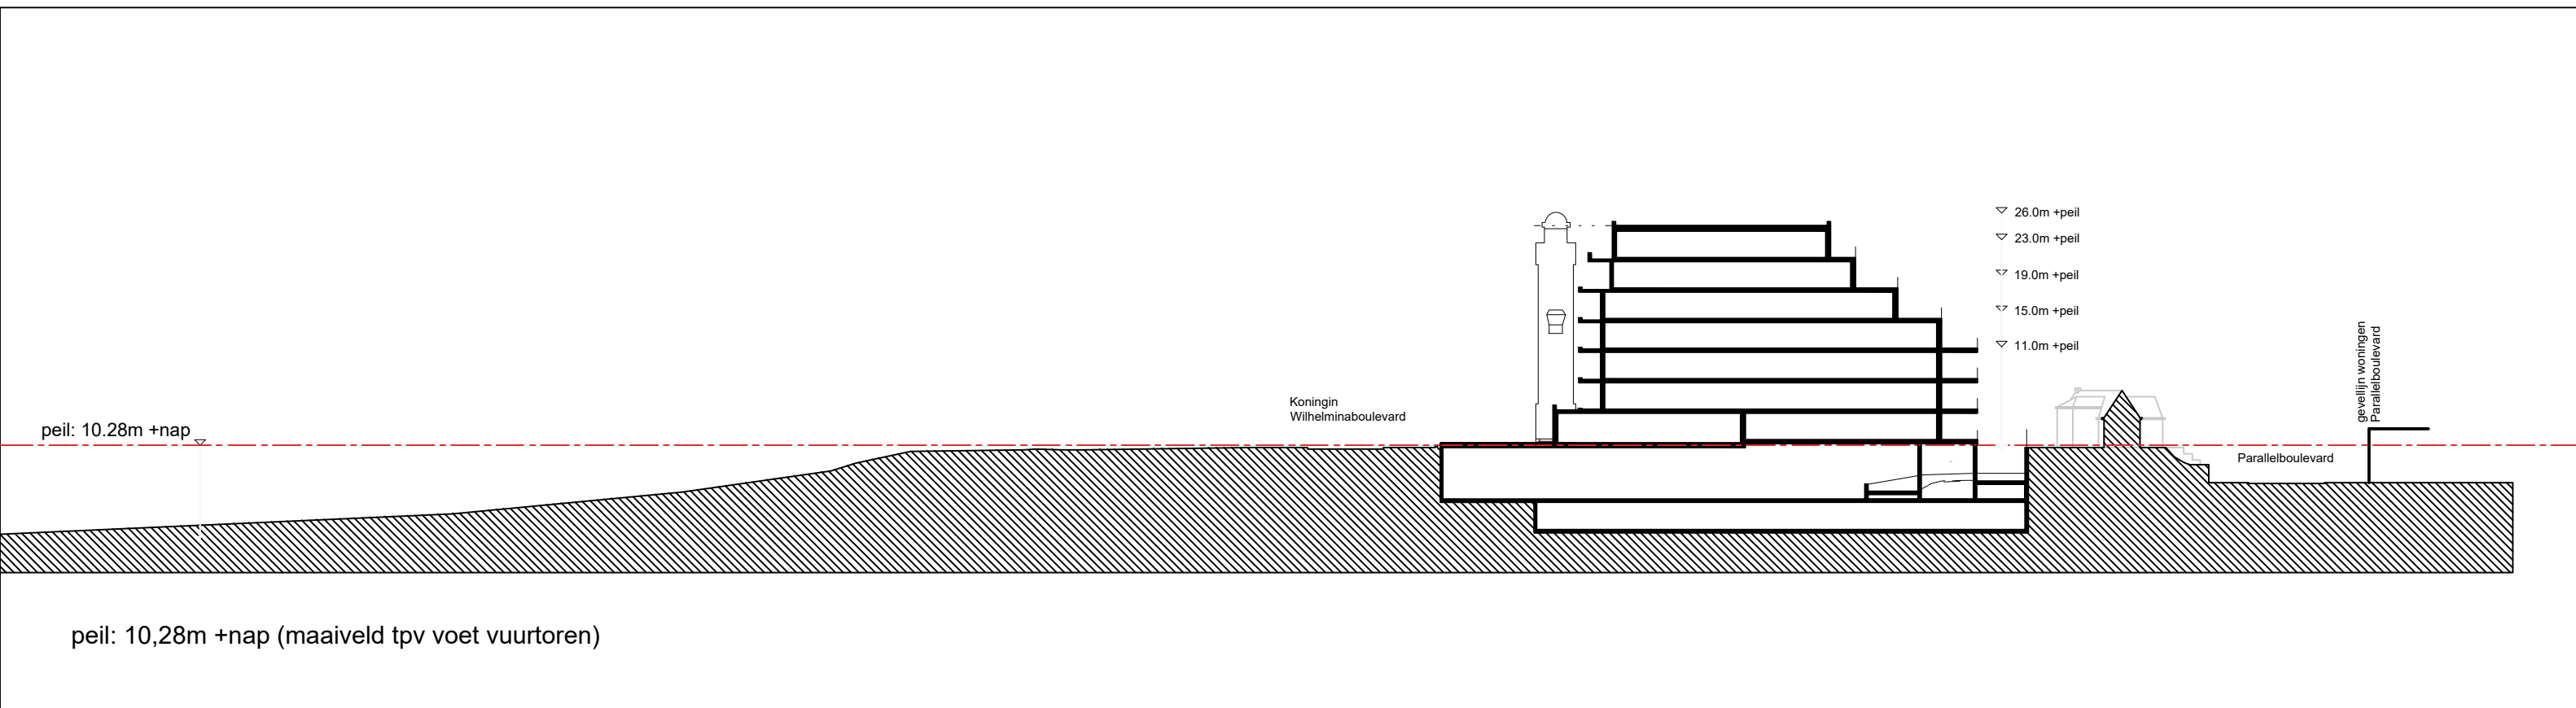 26.0m +peil
23.0m +peil
19.0m +peil
15.0m +peil
11.0m +peil
gevellijn woningen
Parallelboulevard
Koningin
Wilhelminaboulevard
peil: 10.28m +nap
Parallelboulevard
peil: 10,28m +nap (maaiveld tpv voet vuurtoren)